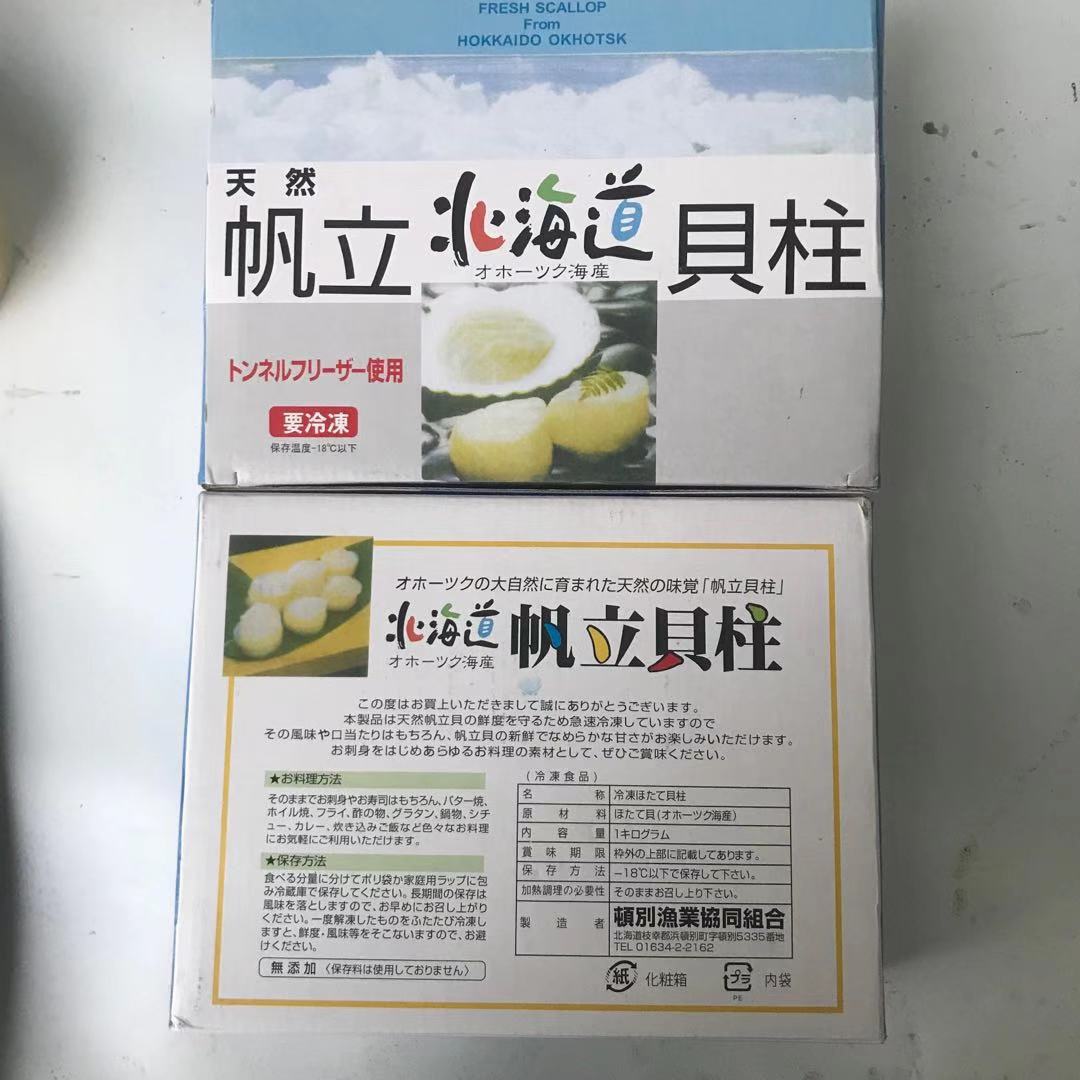 FRESH SCALLOP
From
HOKKAIDO OKHOTSK
天然
帆立 北海道 貝柱
オホーツク海産
トンネルフリーザー使用
要冷凍
保存温度-18℃以下
オホーツクの大自然に育まれた天然の味覚「帆立貝柱」
北海道 帆立貝柱
オホーツク海産
この度はお買上いただきまして誠にありがとうございます。
本製品は天然帆立貝の鮮度を守るため急速冷凍していますので
その風味や口当たりはもちろん、帆立貝の新鮮でなめらかな甘さがお楽しみいただけます。
お刺身をはじめあらゆるお料理の素材として、ぜひご賞味ください。
★お料理方法
そのままでお刺身やお寿司はもちろん、バター焼、
ホイル焼、フライ、酢の物、グラタン、鍋物、シチ
ュー、カレー、炊き込みご飯など色々なお料理
にお気軽にご利用いただけます。
★保存方法
食べる分量に分けてポリ袋か家庭用ラップに包
み冷蔵庫で保存してください。長期間の保存は
風味を落としますので、お早めにお召し上がり
ください。一度解凍したものをふたたび冷凍し
ますと、鮮度・風味等をそこないますので、お避
けください。
無添加〈保存料は使用しておりません〉
(冷凍食品)
名称 冷凍ほたて貝柱
原材料 ほたて貝(オホーツク海産)
内容量 1キログラム
賞味期限 枠外の上部に記載してあります。
保存方法 −18℃以下で保存して下さい。
加熱調理の必要性 そのままお召し上り下さい。
製造者 頓別漁業協同組合
北海道枝幸郡浜頓別町字頓別5335番地
TEL 01634-2-2162
紙 化粧箱 プラ 内袋
PE